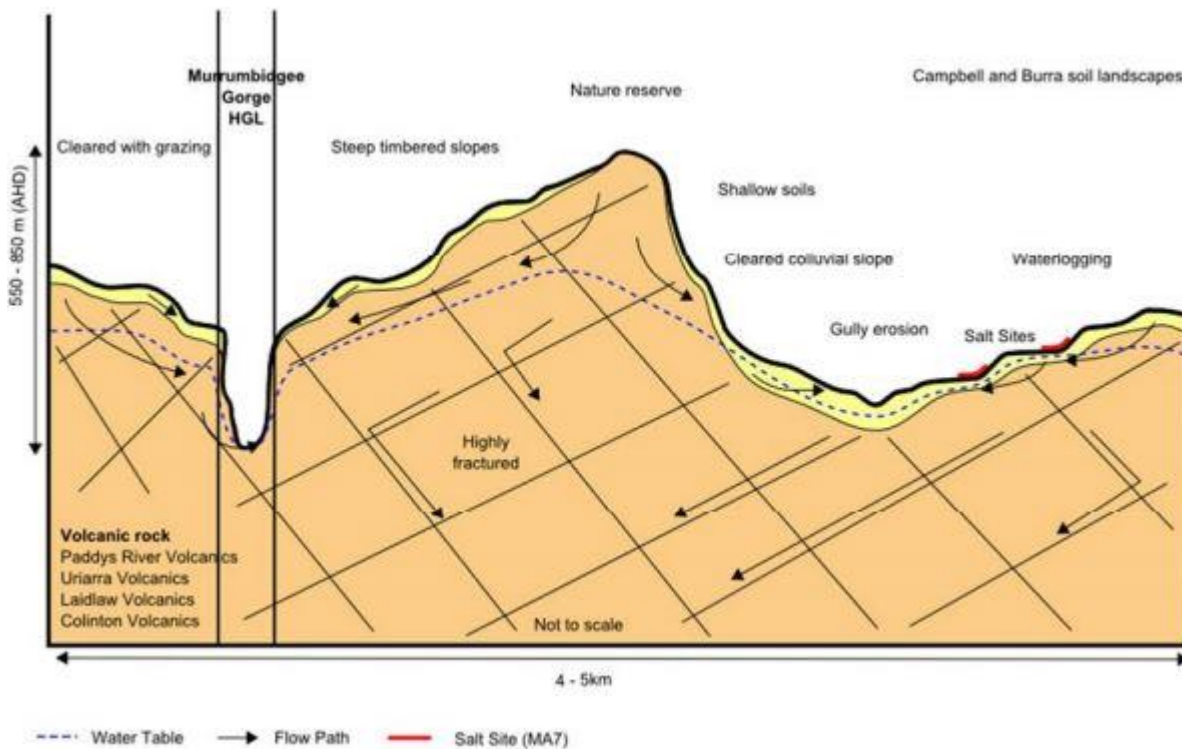 Murrumbidgee
Gorge
HGL
Nature reserve
Campbell and Burra soil landscapes
Cleared with grazing
Steep timbered slopes
550 - 850 m (AHD)
Shallow soils
Cleared colluvial slope
Waterlogging
Gully erosion
Salt Sites
Highly
fractured
Volcanic rock
Paddys River Volcanics
Uriarra Volcanics
Laidlaw Volcanics
Colinton Volcanics
Not to scale
4 - 5km
Water Table
Flow Path
Salt Site (MA7)